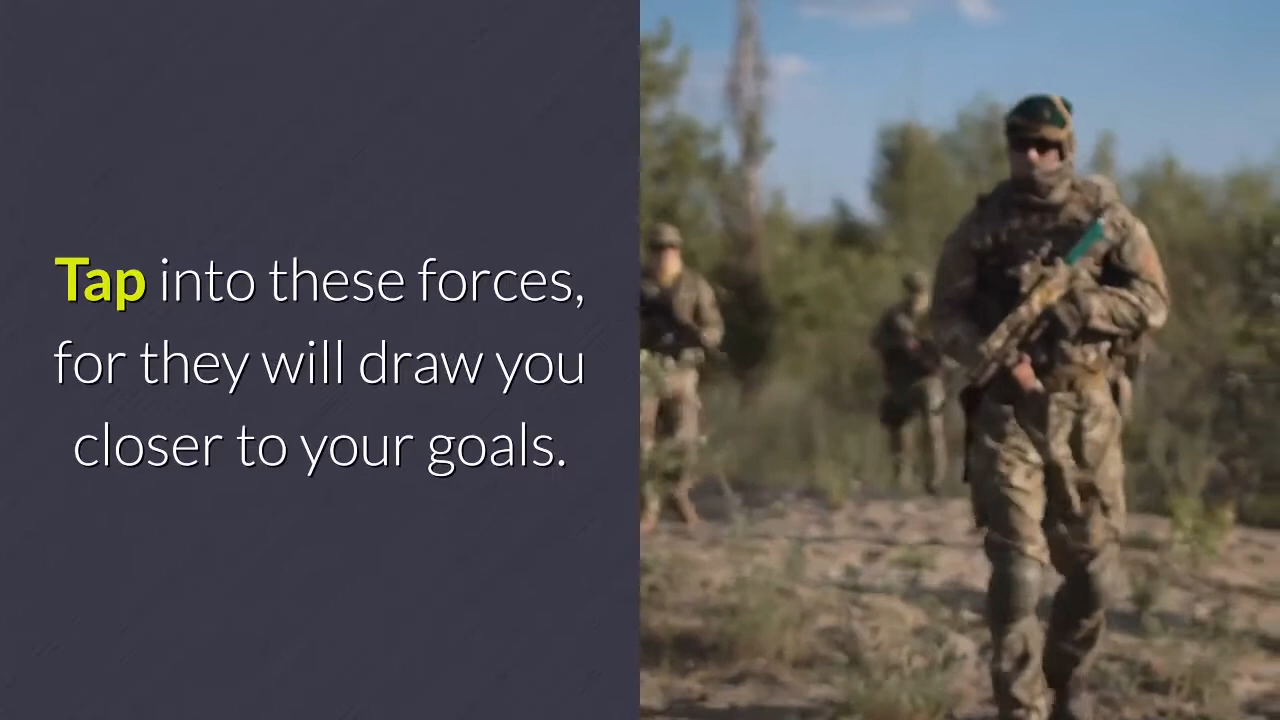 Tap into these forces,
for they will draw you
closer to your goals.